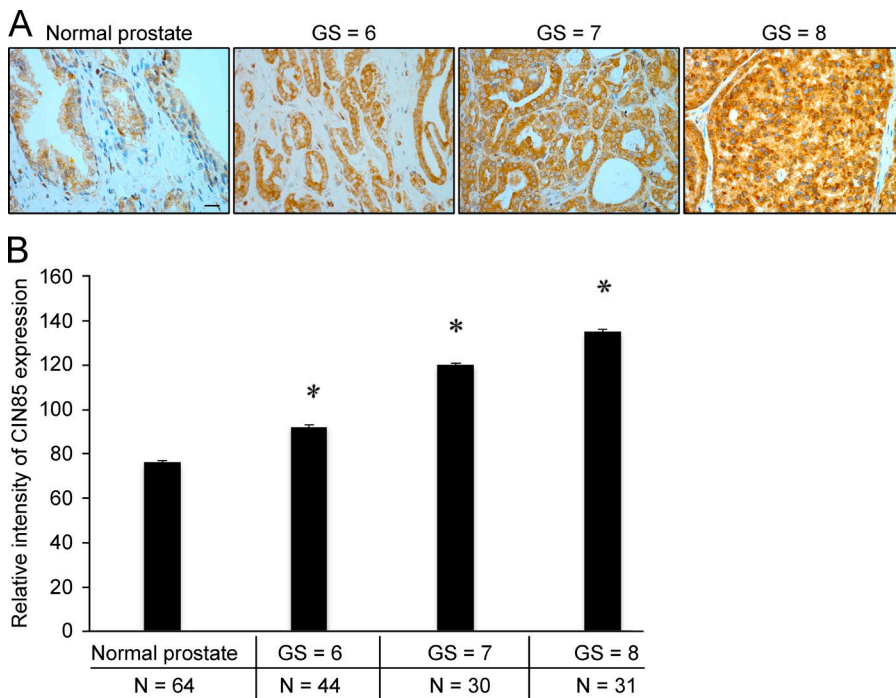 A
Normal prostate GS = 6 GS = 7 GS = 8
B
Relative intensity of CIN85 expression
160
140
120
100
80
60
40
20
0
* * *
Normal prostate GS = 6 GS = 7 GS = 8
N = 64 N = 44 N = 30 N = 31